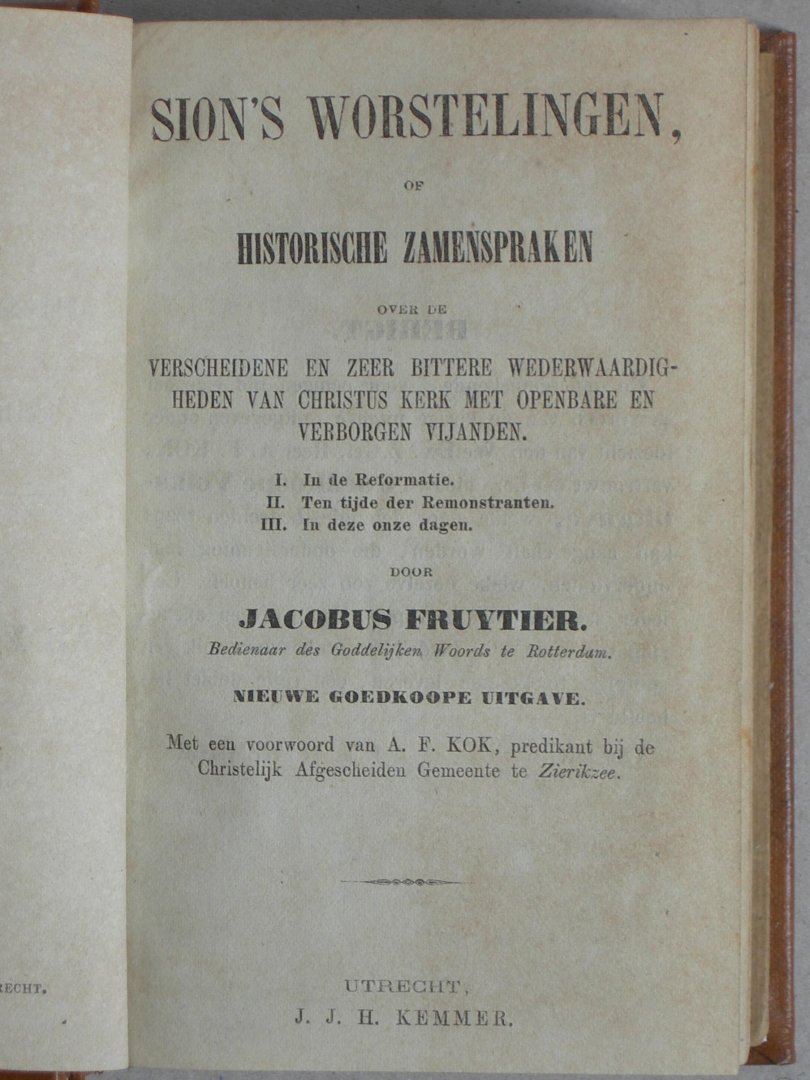 SION'S WORSTELINGEN,
OF
HISTORISCHE ZAMENSPRAKEN
OVER DE
VERSCHEIDENE EN ZEER BITTERE WEDERWAARDIG-
HEDEN VAN CHRISTUS KERK MET OPENBARE EN
VERBORGEN VIJANDEN.
I. In de Reformatie.
II. Ten tijde der Remonstranten.
III. In deze onze dagen.
DOOR
JACOBUS FRUYTIER.
Bedienaar des Goddelijken Woords te Rotterdam.
NIEUWE GOEDKOOPE UITGAVE.
Met een voorwoord van A. F. KOK, predikant bij de
Christelijk Afgescheiden Gemeente te Zierikzee.
UTRECHT,
J. J. H. KEMMER.
RECHT.